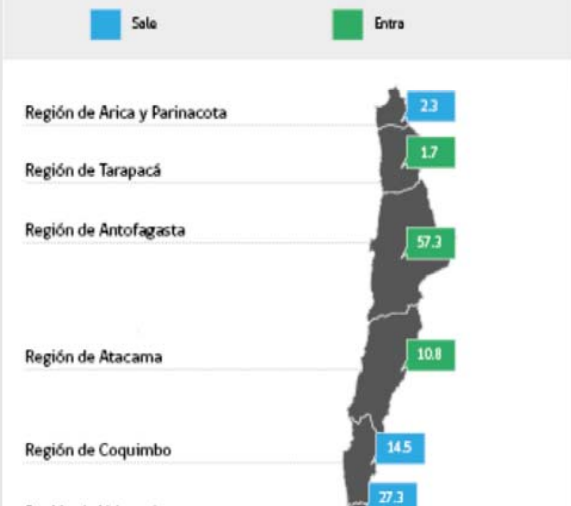 Sale
Entra
Región de Arica y Parinacota
2.3
Región de Tarapacá
1.7
Región de Antofagasta
57.3
Región de Atacama
10.8
Región de Coquimbo
14.5
27.3